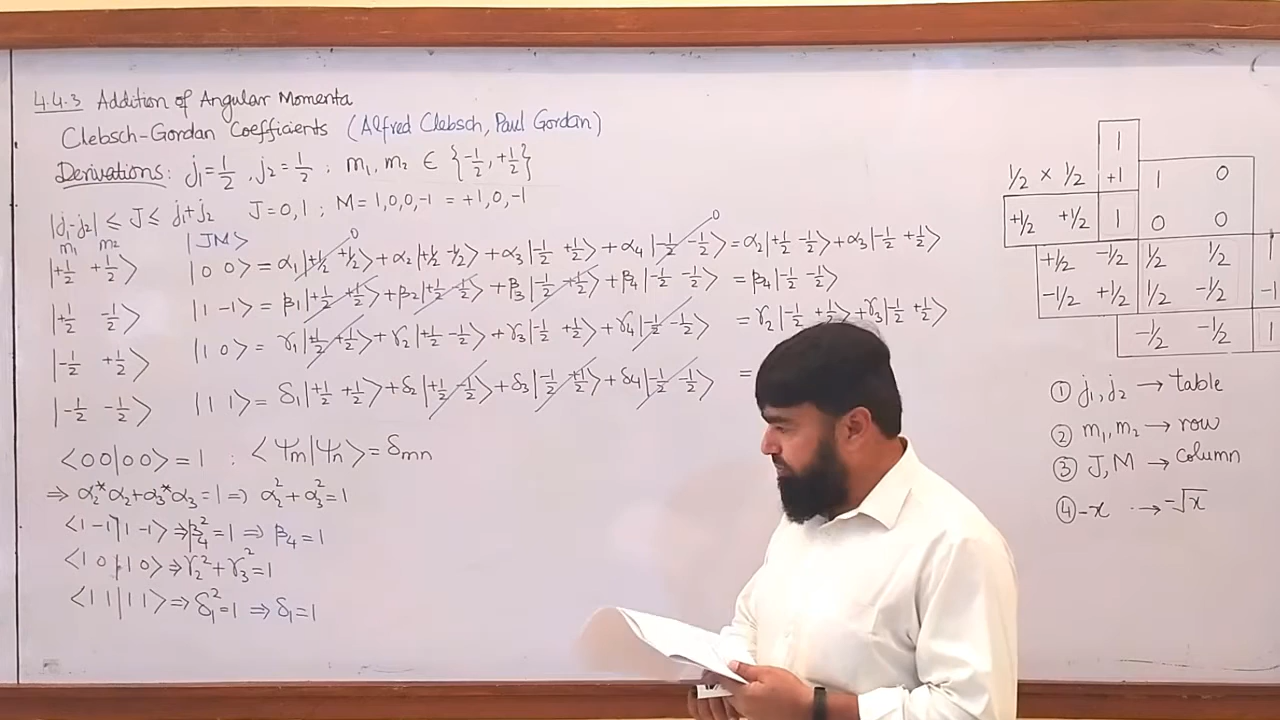 4.4.3 Addition of Angular Momenta
Clebsch-Gordan Coefficients (Alfred Clebsch, Paul Gordan)
Derivations: j₁=1/2, j₂=1/2 ; m₁, m₂ ∈ {-1/2, +1/2}
|j₁-j₂| ≤ J ≤ j₁+j₂ J=0,1 ; M=1,0,0,-1 = +1,0,-1
m₁ m₂ |JM>
|+1/2 +1/2>
|+1/2 -1/2>
|-1/2 +1/2>
|-1/2 -1/2>
|0 0> = α₁|+1/2 +1/2> 0 + α₂|+1/2 -1/2> + α₃|-1/2 +1/2> + α₄|-1/2 -1/2> 0 = α₂|+1/2 -1/2> + α₃|-1/2 +1/2>
|1 -1> = β₁|+1/2 +1/2> + β₂|+1/2 -1/2> + β₃|-1/2 +1/2> + β₄|-1/2 -1/2> = β₄|-1/2 -1/2>
|1 0> = γ₁|+1/2 +1/2> + γ₂|+1/2 -1/2> + γ₃|-1/2 +1/2> + γ₄|-1/2 -1/2> = γ₂|-1/2 +1/2> + γ₃|-1/2 +1/2>
|1 1> = δ₁|+1/2 +1/2> + δ₂|+1/2 -1/2> + δ₃|-1/2 +1/2> + δ₄|-1/2 -1/2> =
<00|00> = 1 ; <Ψm|Ψn> = δmn
⇒ α₂*α₂+α₃*α₃=1 ⇒ α₂²+α₃²=1
<1 -1|1 -1> ⇒ β₄²=1 ⇒ β₄=1
<1 0|1 0> ⇒ γ₂²+γ₃²=1
<1 1|1 1> ⇒ δ₁²=1 ⇒ δ₁=1
1
1/2 × 1/2 +1 1 0
+1/2 +1/2 1 0 0
+1/2 -1/2 1/2 1/2 1
-1/2 +1/2 1/2 -1/2 -1
-1/2 -1/2 1
① j₁, j₂ → table
② m₁, m₂ → row
③ J, M → column
④ -x → -√x